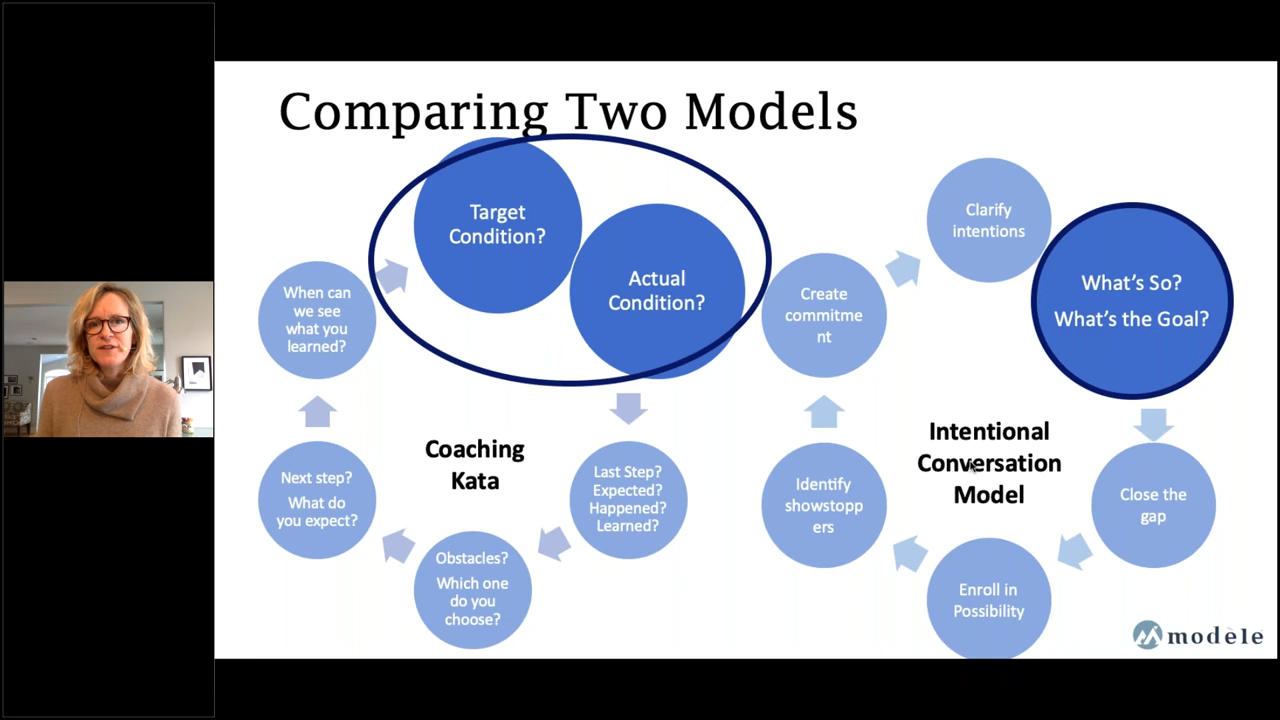 Comparing Two Models
Target
Condition?
Actual
Condition?
When can
we see
what you
learned?
Next step?
What do
you expect?
Coaching
Kata
Last Step?
Expected?
Happened?
Learned?
Obstacles?
Which one
do you
choose?
Clarify
intentions
What's So?
What's the Goal?
Create
commitme
nt
Intentional
Conversation
Model
Identify
showstopp
ers
Close the
gap
Enroll in
Possibility
modèle